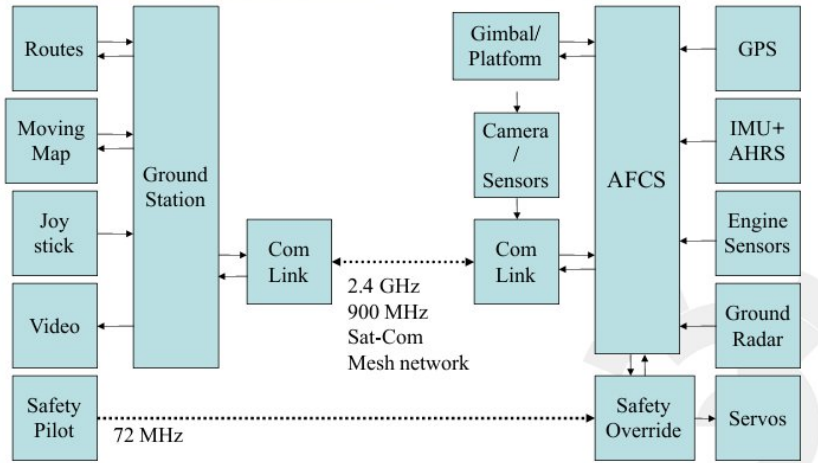 Routes
Moving
Map
Joy
stick
Video
Safety
Pilot
Ground
Station
Com
Link
2.4 GHz
900 MHz
Sat-Com
Mesh network
72 MHz
Gimbal/
Platform
Camera
/
Sensors
Com
Link
AFCS
Safety
Override
GPS
IMU+
AHRS
Engine
Sensors
Ground
Radar
Servos